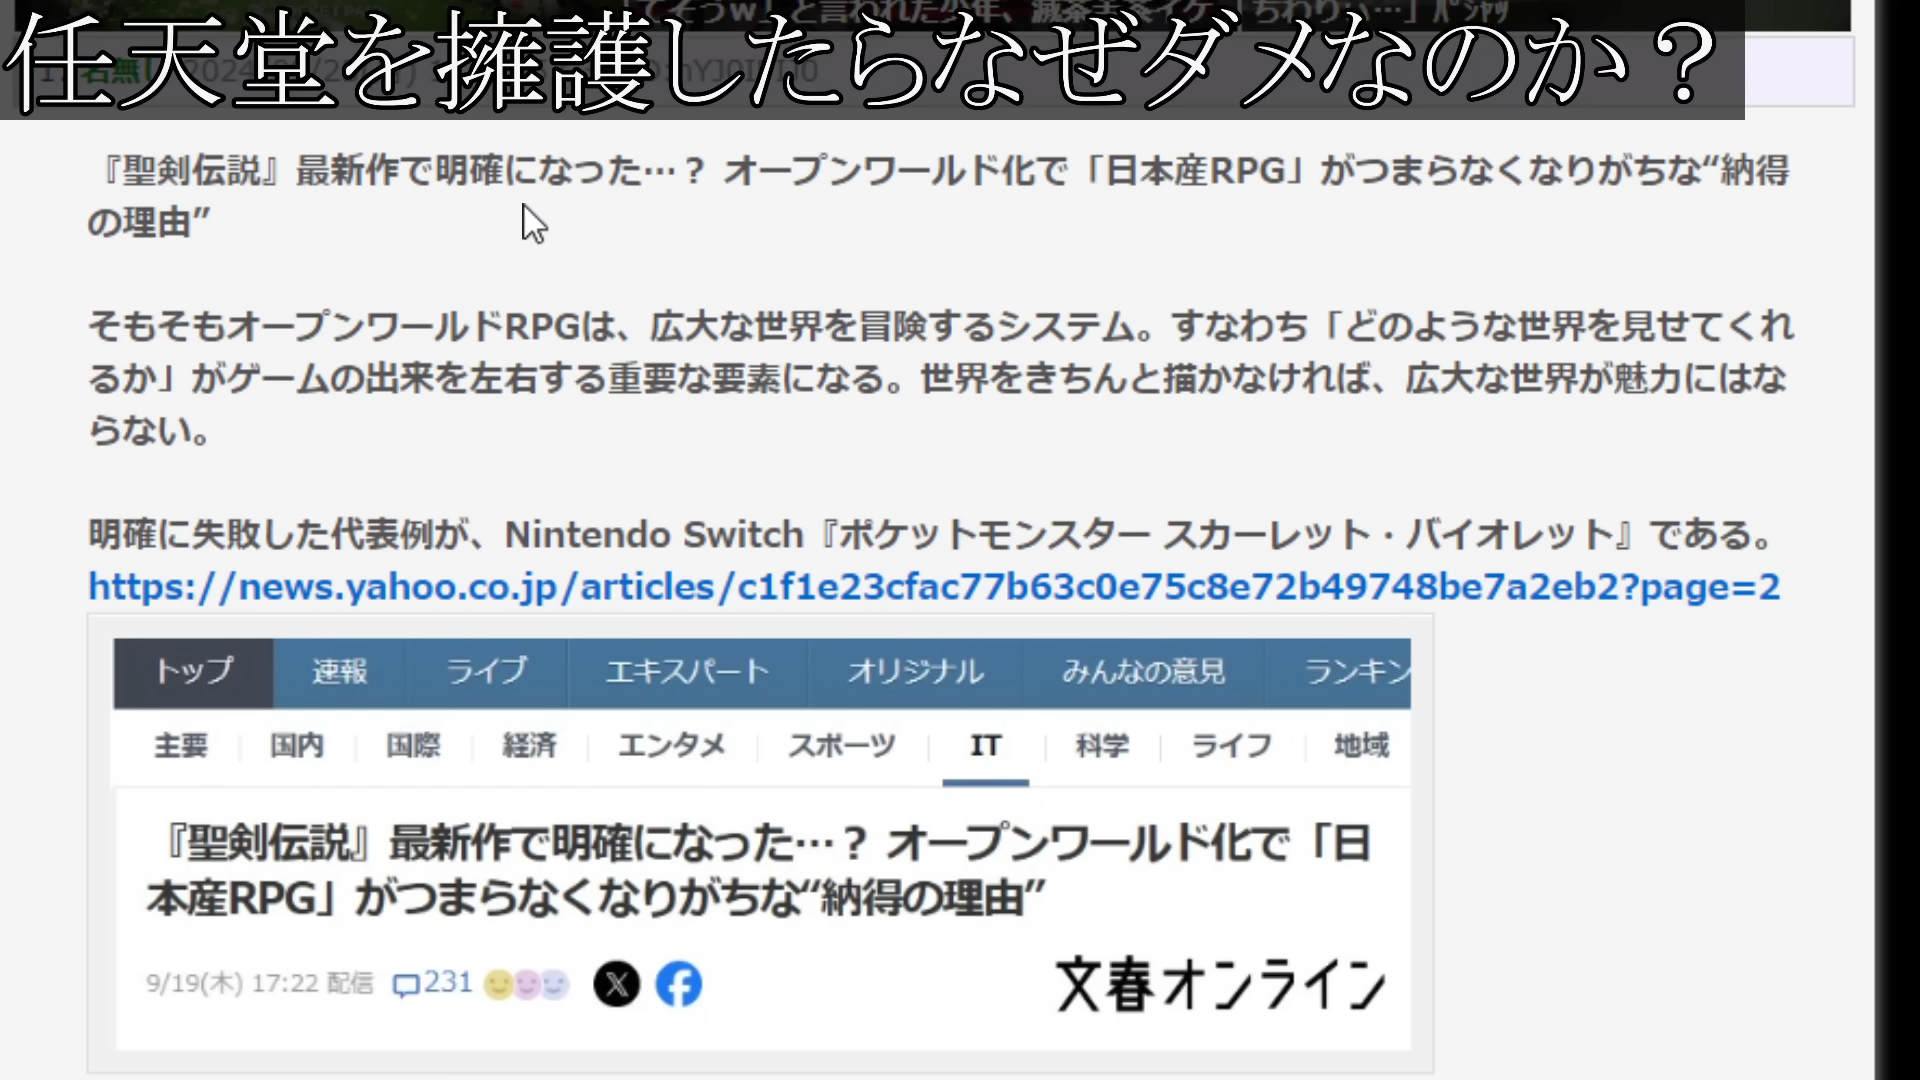 任天堂を擁護したらなぜダメなのか？
『聖剣伝説』最新作で明確になった…？ オープンワールド化で「日本産RPG」がつまらなくなりがちな“納得
の理由”
そもそもオープンワールドRPGは、広大な世界を冒険するシステム。すなわち「どのような世界を見せてくれ
るか」がゲームの出来を左右する重要な要素になる。世界をきちんと描かなければ、広大な世界が魅力にはな
らない。
明確に失敗した代表例が、Nintendo Switch『ポケットモンスター スカーレット・バイオレット』である。
https://news.yahoo.co.jp/articles/c1f1e23cfac77b63c0e75c8e72b49748be7a2eb2?page=2
トップ 速報 ライブ エキスパート オリジナル みんなの意見 ランキン
主要 国内 国際 経済 エンタメ スポーツ IT 科学 ライフ 地域
『聖剣伝説』最新作で明確になった…？ オープンワールド化で「日
本産RPG」がつまらなくなりがちな“納得の理由”
9/19(木) 17:22 配信 231
文春オンライン